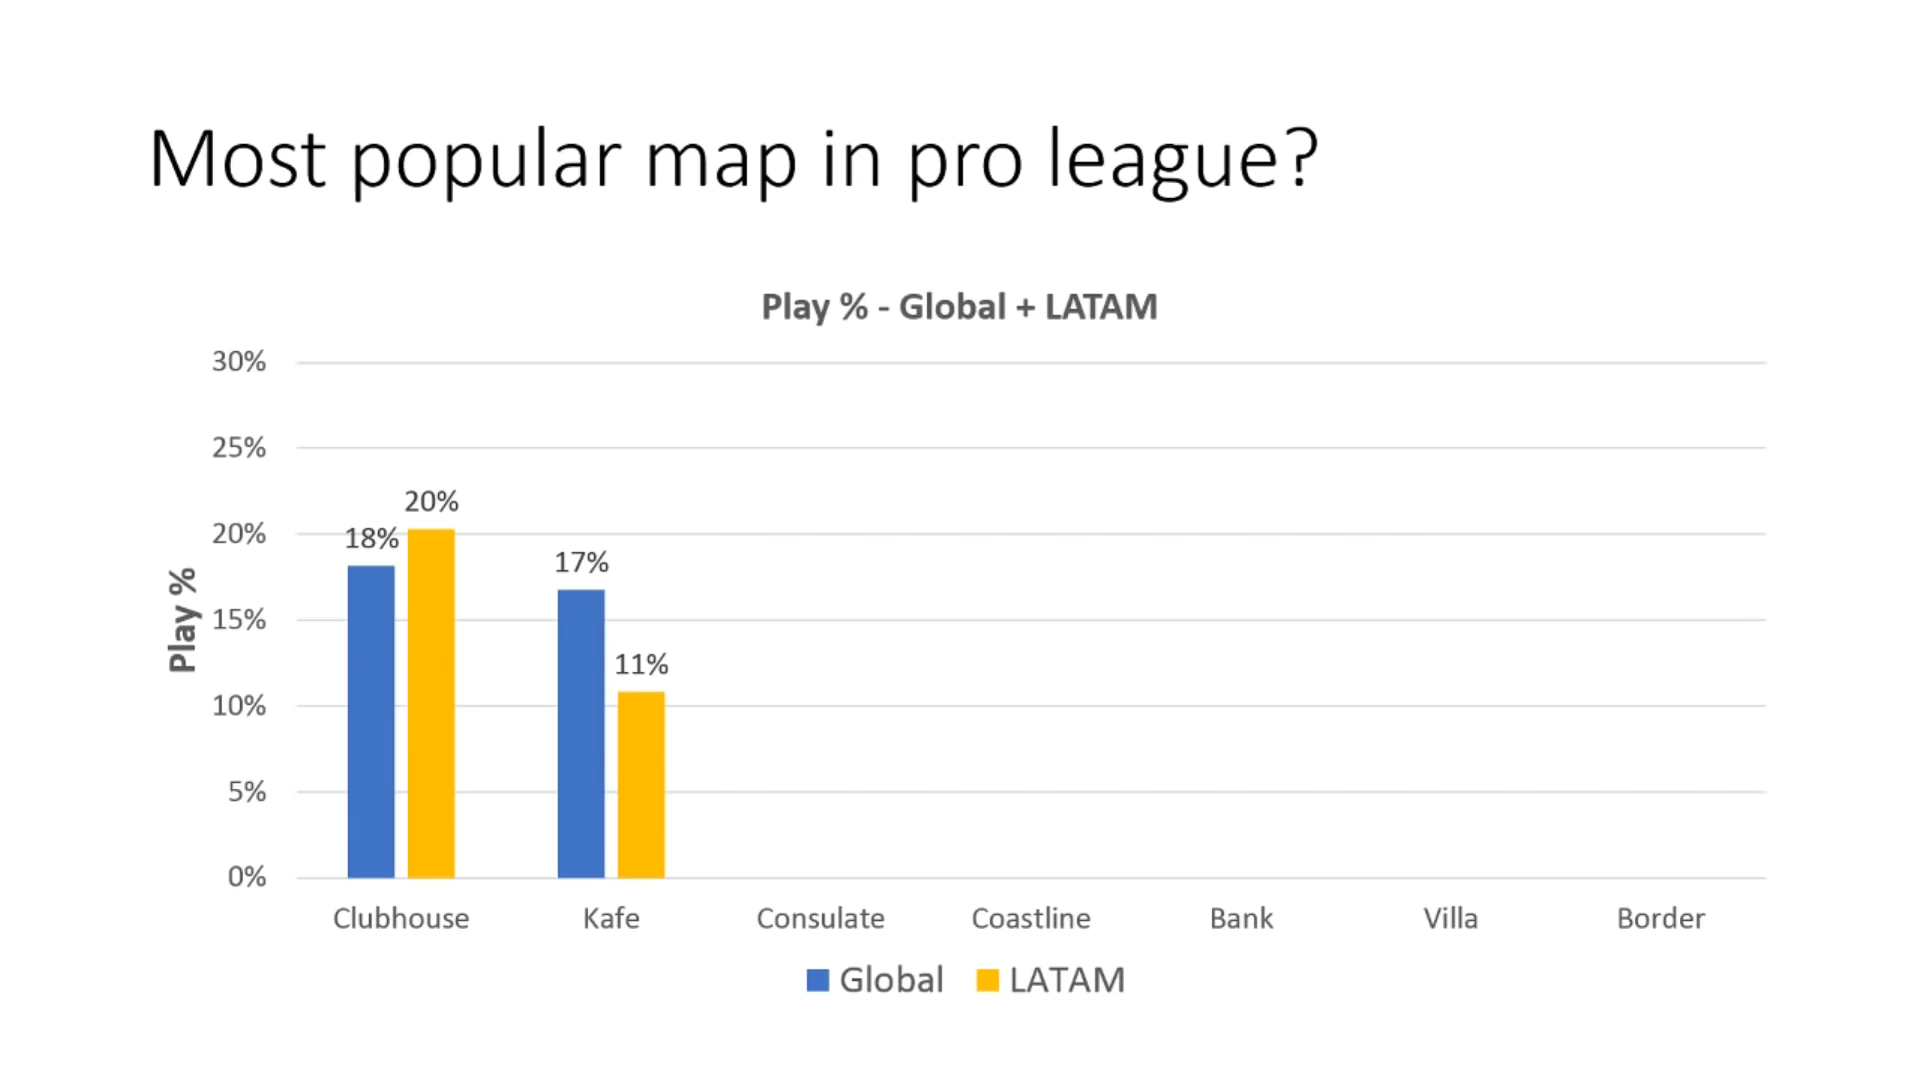 Most popular map in pro league?
Play % - Global + LATAM
30%
25%
20%
15%
10%
5%
0%
Play %
18%
20%
17%
11%
Clubhouse
Kafe
Consulate
Coastline
Bank
Villa
Border
Global
LATAM